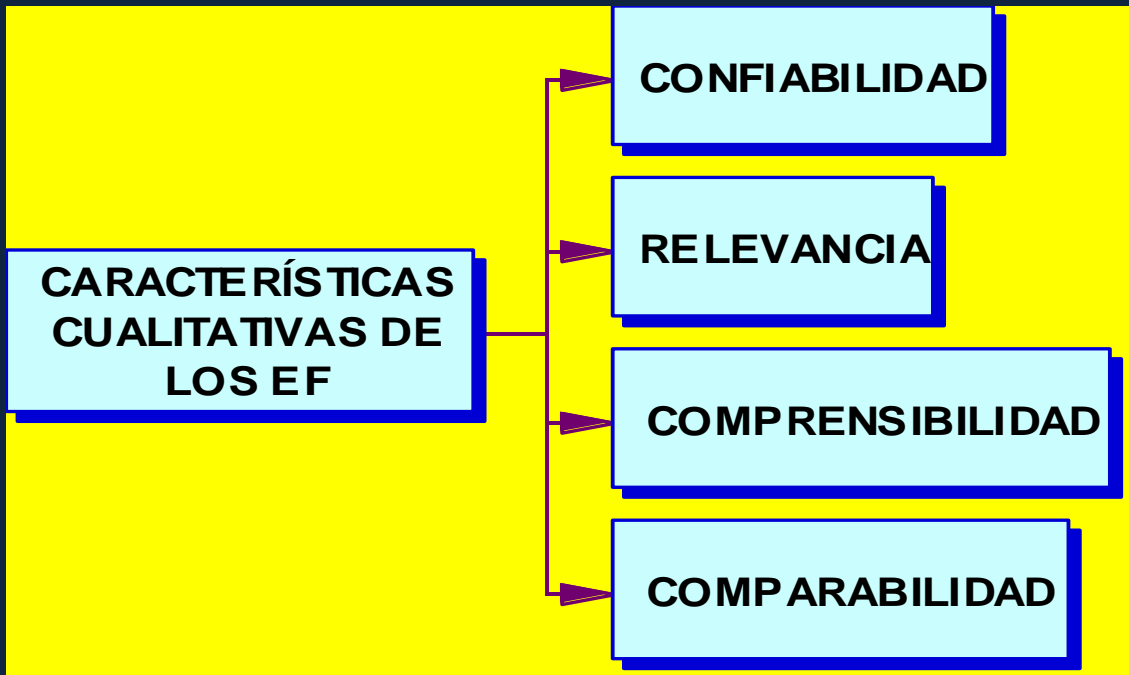 CONFIABILIDAD
RELEVANCIA
CARACTERÍSTICAS
CUALITATIVAS DE
LOS EF
COMPRENSIBILIDAD
COMPARABILIDAD